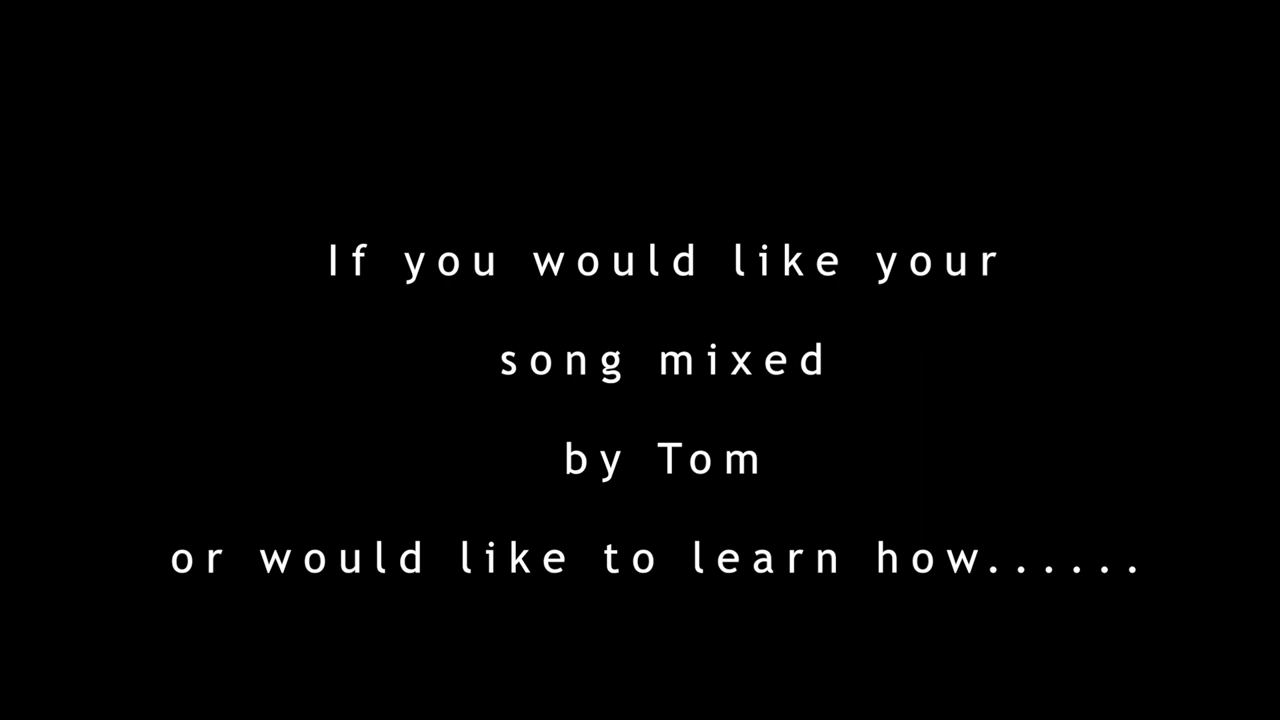 If you would like your
song mixed
by Tom
or would like to learn how......